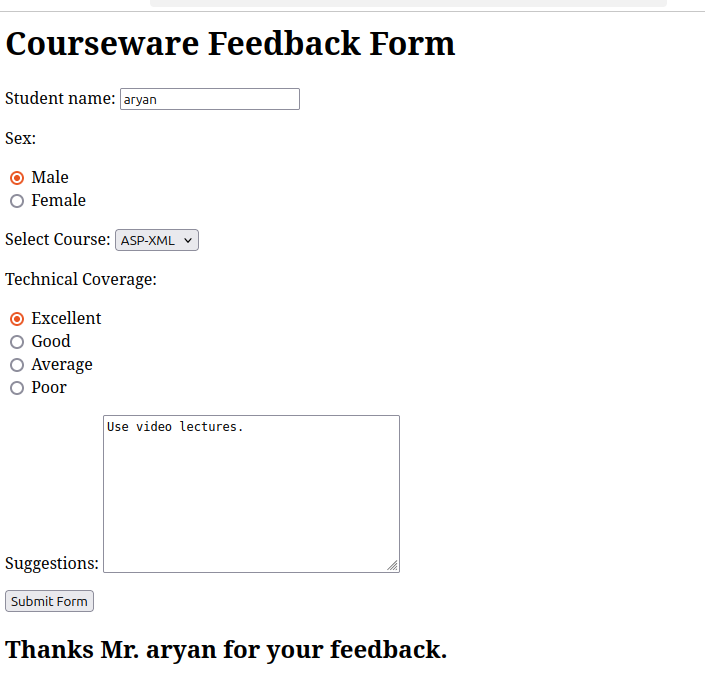 Courseware Feedback Form
Student name: aryan
Sex:
Male
Female
Select Course: ASP-XML
Technical Coverage:
Excellent
Good
Average
Poor
Use video lectures.
Suggestions:
Submit Form
Thanks Mr. aryan for your feedback.